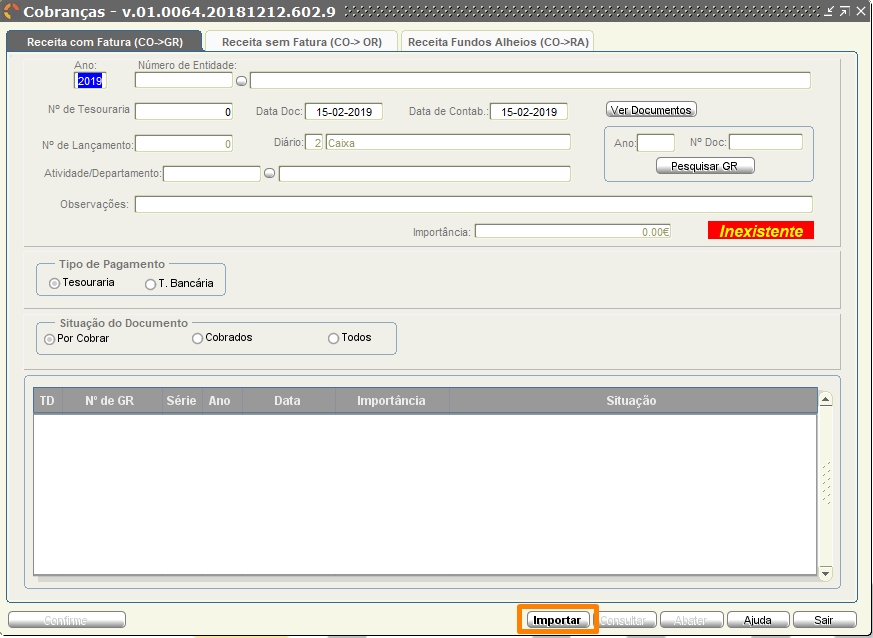 Cobranças - v.01.0064.20181212.602.9
Receita com Fatura (CO->GR) Receita sem Fatura (CO-> OR) Receita Fundos Alheios (CO->RA)
Ano: Número de Entidade:
2019
Nº de Tesouraria 0 Data Doc: 15-02-2019 Data de Contab.: 15-02-2019 Ver Documentos
Nº de Lançamento: 0 Diário: 2 Caixa Ano: Nº Doc:
Pesquisar GR
Atividade/Departamento:
Observações:
Importância: 0.00€ Inexistente
Tipo de Pagamento
Tesouraria T. Bancária
Situação do Documento
Por Cobrar Cobrados Todos
TD Nº de GR Série Ano Data Importância Situação
Confirme Importar Consultar Abater Ajuda Sair